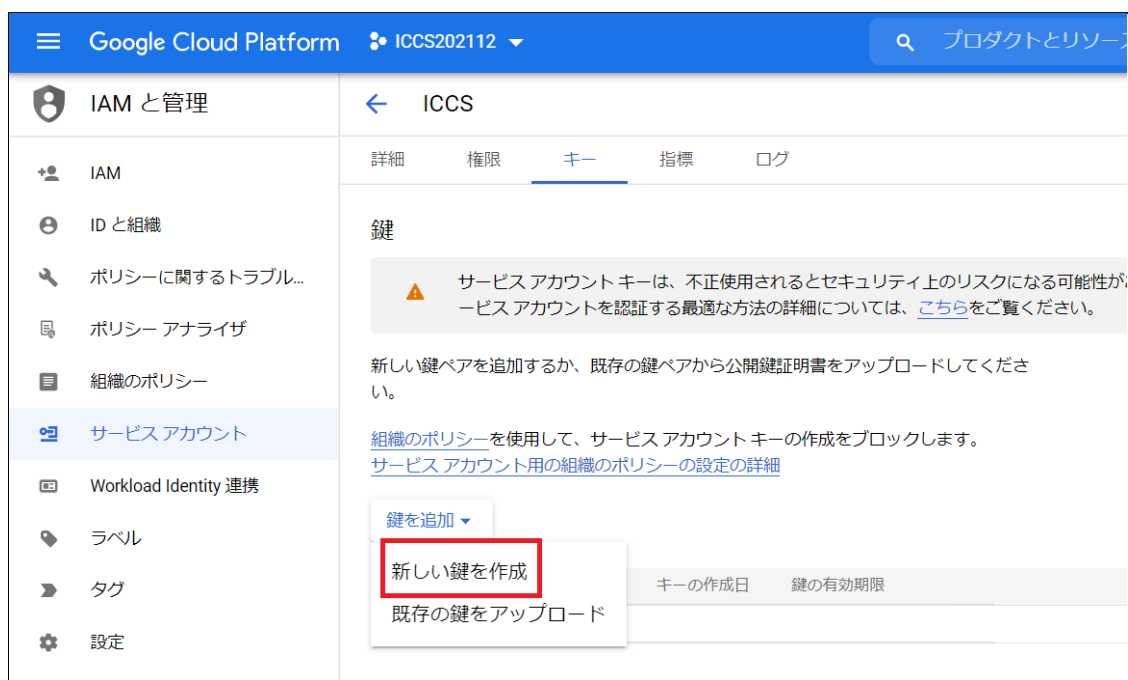 Google Cloud Platform
ICCS202112
プロダクトとリソース
IAM と管理
ICCS
IAM
ID と組織
ポリシーに関するトラブル...
ポリシー アナライザ
組織のポリシー
サービス アカウント
Workload Identity 連携
ラベル
タグ
設定
詳細
権限
キー
指標
ログ
鍵
サービス アカウント キーは、不正使用されるとセキュリティ上のリスクになる可能性が
ービス アカウントを認証する最適な方法の詳細については、こちらをご覧ください。
新しい鍵ペアを追加するか、既存の鍵ペアから公開鍵証明書をアップロードしてくださ
い。
組織のポリシーを使用して、サービス アカウント キーの作成をブロックします。
サービス アカウント用の組織のポリシーの設定の詳細
鍵を追加
新しい鍵を作成
既存の鍵をアップロード
キーの作成日
鍵の有効期限